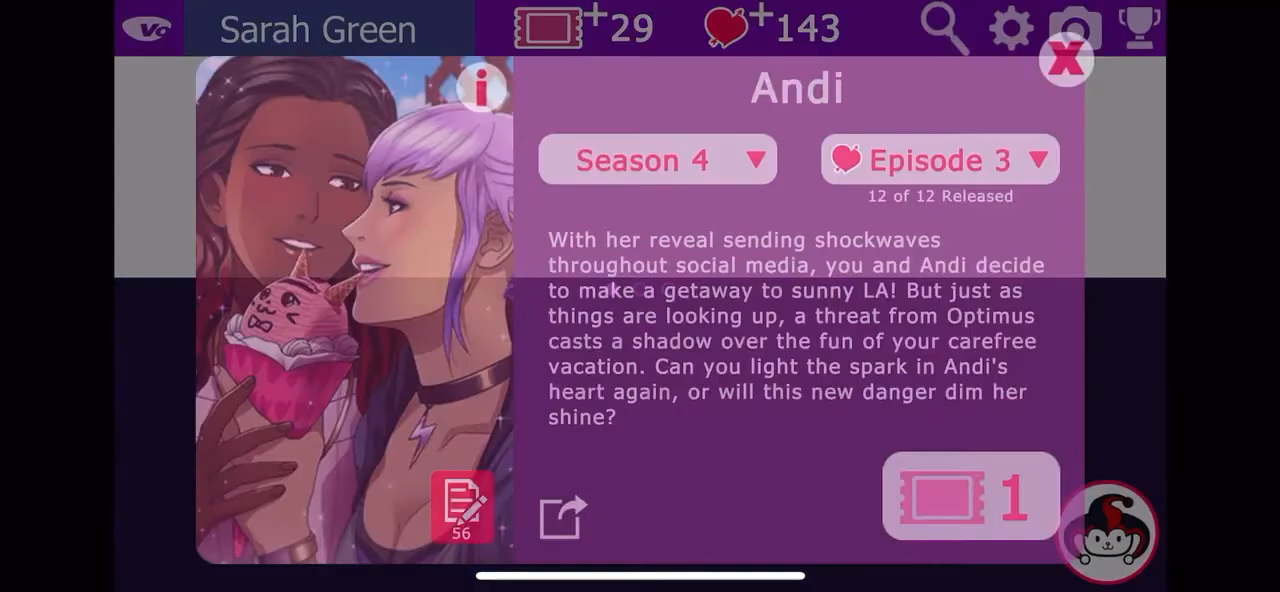 Sarah Green
+29
+143
Andi
Season 4
Episode 3
12 of 12 Released
With her reveal sending shockwaves
throughout social media, you and Andi decide
to make a getaway to sunny LA! But just as
things are looking up, a threat from Optimus
casts a shadow over the fun of your carefree
vacation. Can you light the spark in Andi's
heart again, or will this new danger dim her
shine?
56
1